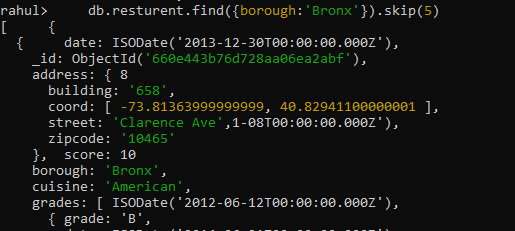 rahul>     db.resturent.find({borough:'Bronx'}).skip(5)
[    {
  {     date: ISODate('2013-12-30T00:00:00.000Z'),
    _id: ObjectId('660e443b76d728aa06ea2abf'),
    address: { 8
      building: '658',
      coord: [ -73.81363999999999, 40.82941100000001 ],
      street: 'Clarence Ave',1-08T00:00:00.000Z'),
      zipcode: '10465'
    },  score: 10
    borough: 'Bronx',
    cuisine: 'American',
    grades: [ ISODate('2012-06-12T00:00:00.000Z'),
      { grade: 'B',